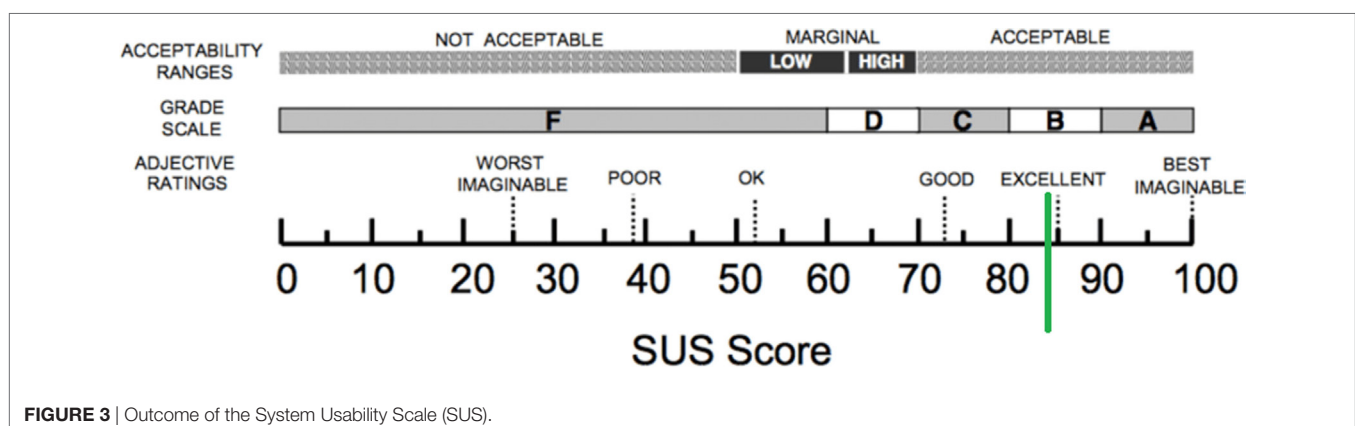 ACCEPTABILITY RANGES
NOT ACCEPTABLE
MARGINAL
ACCEPTABLE
LOW
HIGH
GRADE SCALE
F
D
C
B
A
ADJECTIVE RATINGS
WORST IMAGINABLE
POOR
OK
GOOD
EXCELLENT
BEST IMAGINABLE
0 10 20 30 40 50 60 70 80 90 100
SUS Score
FIGURE 3 | Outcome of the System Usability Scale (SUS).